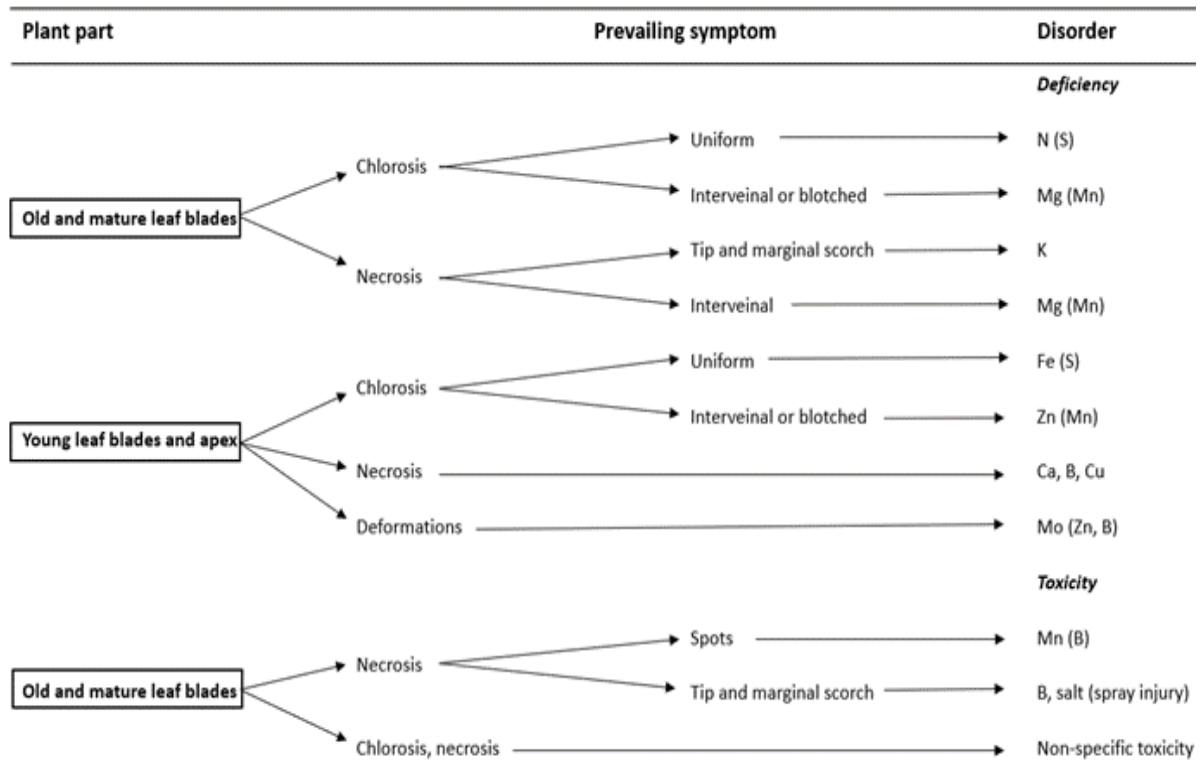 Plant part Prevailing symptom Disorder
Deficiency
Uniform N (S)
Chlorosis
Interveinal or blotched Mg (Mn)
Old and mature leaf blades
Tip and marginal scorch K
Necrosis
Interveinal Mg (Mn)
Uniform Fe (S)
Chlorosis
Interveinal or blotched Zn (Mn)
Young leaf blades and apex
Necrosis Ca, B, Cu
Deformations Mo (Zn, B)
Toxicity
Spots Mn (B)
Necrosis
Old and mature leaf blades
Tip and marginal scorch B, salt (spray injury)
Chlorosis, necrosis Non-specific toxicity